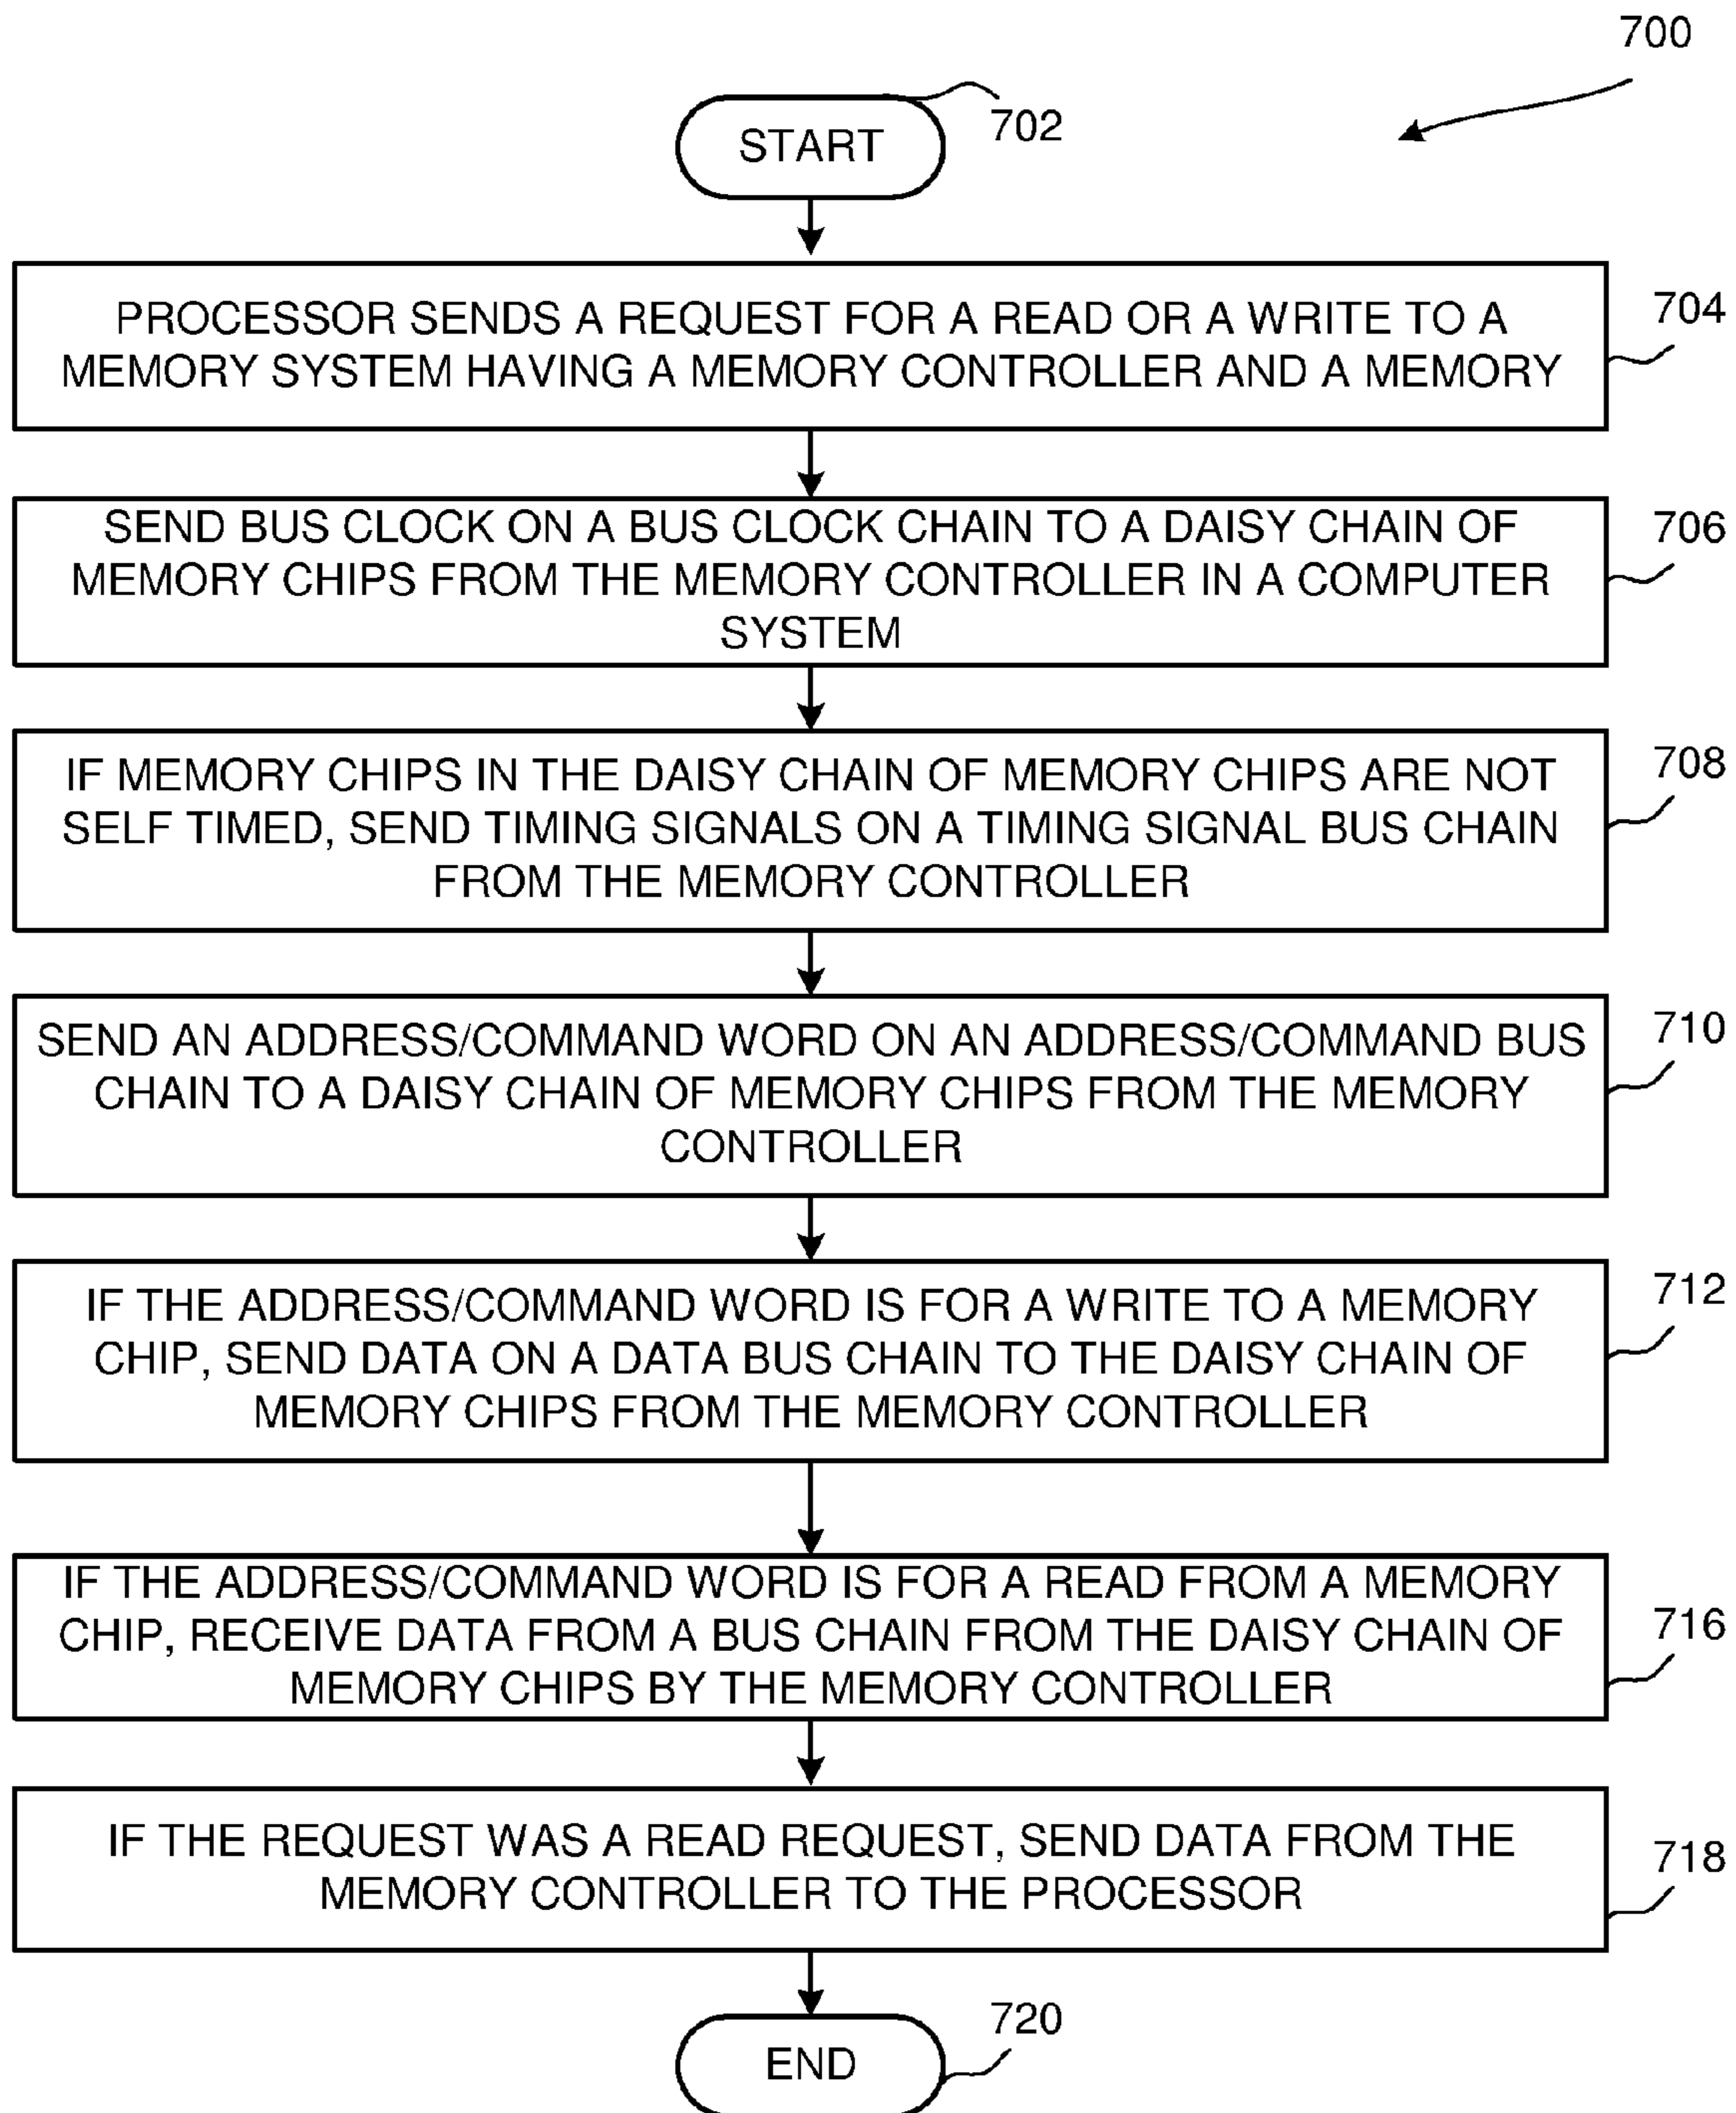 700
START
702
PROCESSOR SENDS A REQUEST FOR A READ OR A WRITE TO A
MEMORY SYSTEM HAVING A MEMORY CONTROLLER AND A MEMORY
704
SEND BUS CLOCK ON A BUS CLOCK CHAIN TO A DAISY CHAIN OF
MEMORY CHIPS FROM THE MEMORY CONTROLLER IN A COMPUTER
SYSTEM
706
IF MEMORY CHIPS IN THE DAISY CHAIN OF MEMORY CHIPS ARE NOT
SELF TIMED, SEND TIMING SIGNALS ON A TIMING SIGNAL BUS CHAIN
FROM THE MEMORY CONTROLLER
708
SEND AN ADDRESS/COMMAND WORD ON AN ADDRESS/COMMAND BUS
CHAIN TO A DAISY CHAIN OF MEMORY CHIPS FROM THE MEMORY
CONTROLLER
710
IF THE ADDRESS/COMMAND WORD IS FOR A WRITE TO A MEMORY
CHIP, SEND DATA ON A DATA BUS CHAIN TO THE DAISY CHAIN OF
MEMORY CHIPS FROM THE MEMORY CONTROLLER
712
IF THE ADDRESS/COMMAND WORD IS FOR A READ FROM A MEMORY
CHIP, RECEIVE DATA FROM A BUS CHAIN FROM THE DAISY CHAIN OF
MEMORY CHIPS BY THE MEMORY CONTROLLER
716
IF THE REQUEST WAS A READ REQUEST, SEND DATA FROM THE
MEMORY CONTROLLER TO THE PROCESSOR
718
END
720